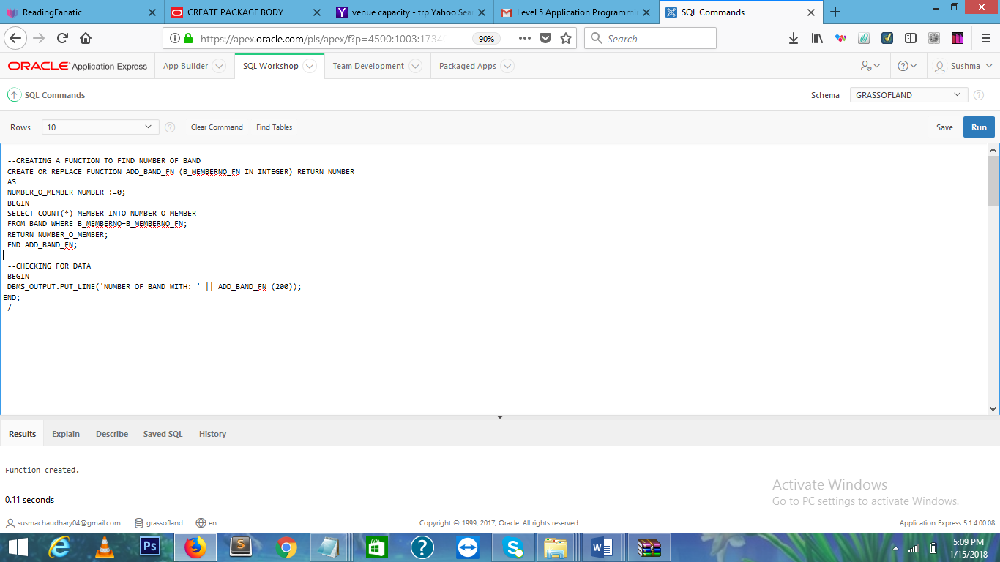 ReadingFanatic
CREATE PACKAGE BODY
venue capacity - trp Yahoo Sea
Level 5 Application Programmi
SQL Commands
https://apex.oracle.com/pls/apex/f?p=4500:1003:1734
90%
Search
ORACLE Application Express
App Builder
SQL Workshop
Team Development
Packaged Apps
Sushma
SQL Commands
Schema
GRASSOFLAND
Rows
10
Clear Command
Find Tables
Save
Run
--CREATING A FUNCTION TO FIND NUMBER OF BAND
CREATE OR REPLACE FUNCTION ADD_BAND_FN (B_MEMBERNO_FN IN INTEGER) RETURN NUMBER
AS
NUMBER_O_MEMBER NUMBER :=0;
BEGIN
SELECT COUNT(*) MEMBER INTO NUMBER_O_MEMBER
FROM BAND WHERE B_MEMBERNO=B_MEMBERNO_FN;
RETURN NUMBER_O_MEMBER;
END ADD_BAND_FN;
--CHECKING FOR DATA
BEGIN
DBMS_OUTPUT.PUT_LINE('NUMBER OF BAND WITH: ' || ADD_BAND_FN (200));
END;
/
Results
Explain
Describe
Saved SQL
History
Function created.
0.11 seconds
Activate Windows
Go to PC settings to activate Windows.
susmachaudhary04@gmail.com
grassofland
en
Copyright © 1999, 2017, Oracle. All rights reserved.
Application Express 5.1.4.00.08
5:09 PM
1/15/2018